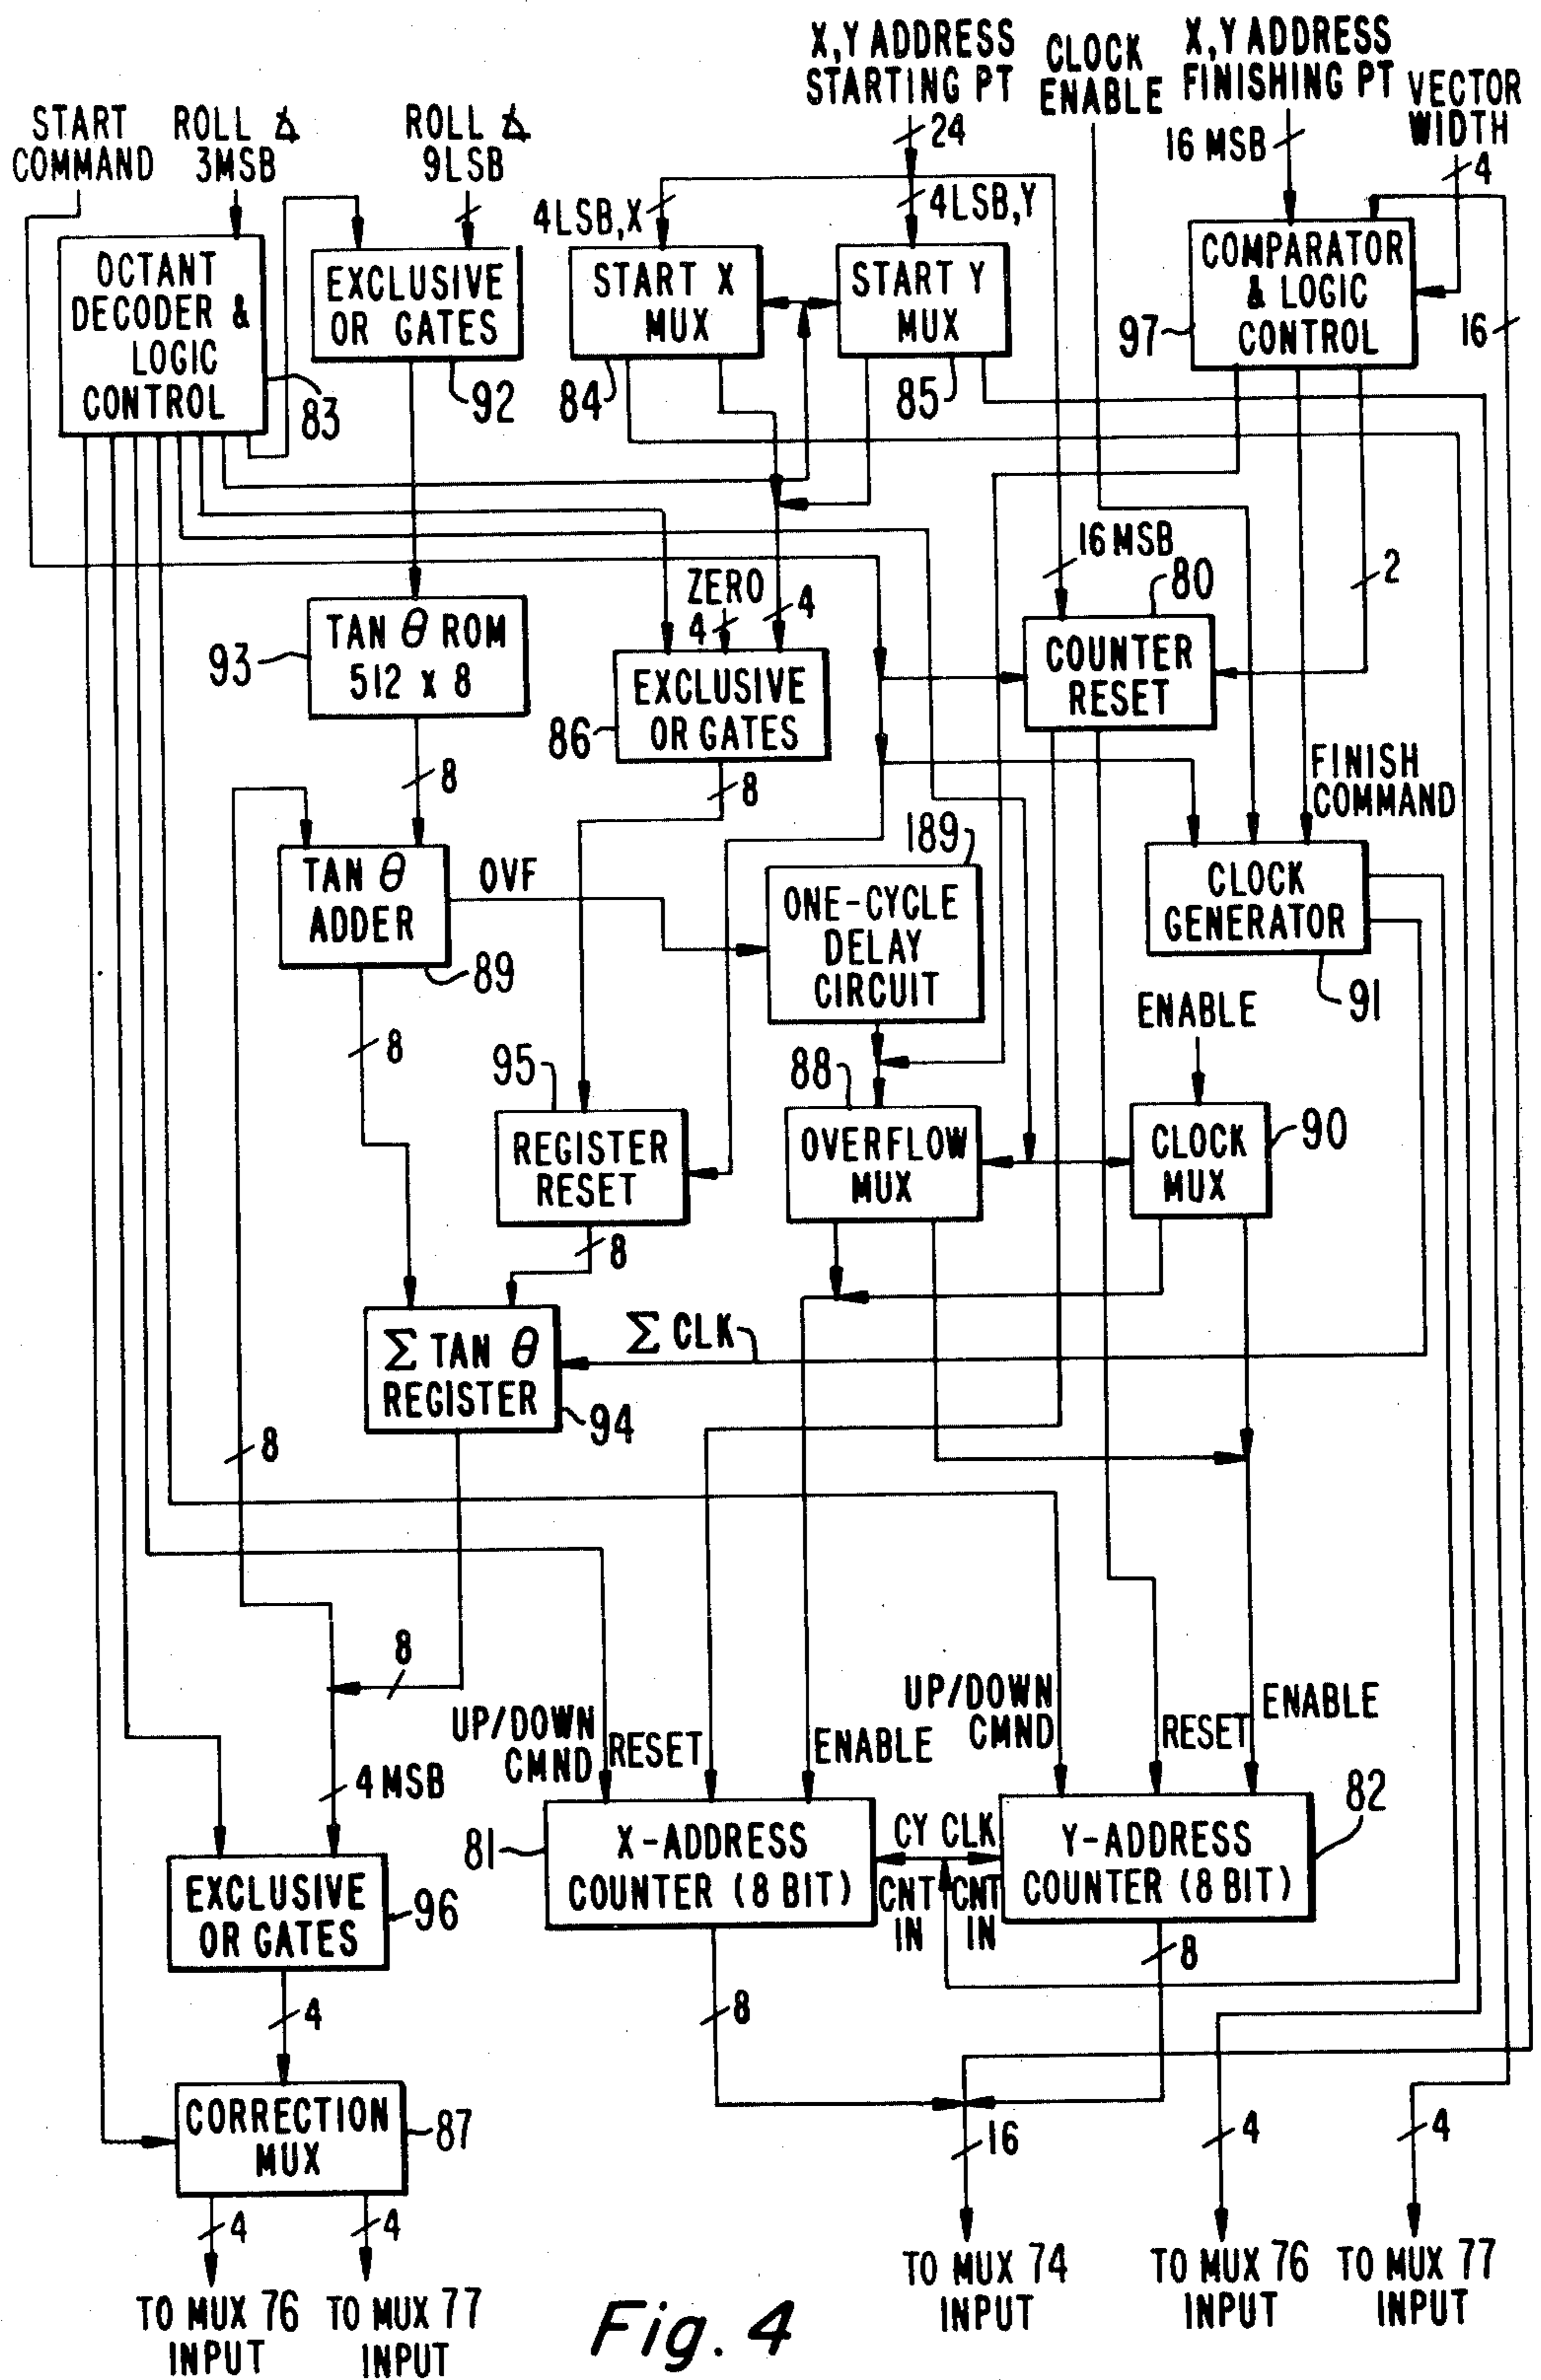 X,Y ADDRESS
STARTING PT
CLOCK
ENABLE
X,Y ADDRESS
FINISHING PT
VECTOR
WIDTH
START
COMMAND
ROLL ∡
3MSB
ROLL ∡
9LSB
24
16 MSB
4
4LSB,X
4LSB,Y
OCTANT
DECODER &
LOGIC
CONTROL
83
EXCLUSIVE
OR GATES
92
START X
MUX
84
START Y
MUX
85
COMPARATOR
& LOGIC
CONTROL
97
16
16 MSB
2
ZERO
4
4
80
TAN θ ROM
512 x 8
93
EXCLUSIVE
OR GATES
86
COUNTER
RESET
8
8
FINISH
COMMAND
TAN θ
ADDER
89
OVF
189
ONE-CYCLE
DELAY
CIRCUIT
CLOCK
GENERATOR
91
8
ENABLE
95
88
REGISTER
RESET
OVERFLOW
MUX
CLOCK
MUX
90
8
Σ TAN θ
REGISTER
94
Σ CLK
8
8
UP/DOWN
CMND
RESET
ENABLE
UP/DOWN
CMND
RESET
ENABLE
4 MSB
81
X-ADDRESS
COUNTER (8 BIT)
CY CLK
CNT CNT
IN IN
Y-ADDRESS
COUNTER (8 BIT)
82
EXCLUSIVE
OR GATES
96
8
8
4
CORRECTION
MUX
87
16
4
4
4
4
TO MUX 74
INPUT
TO MUX 76
INPUT
TO MUX 77
INPUT
TO MUX 76
INPUT
TO MUX 77
INPUT
Fig. 4